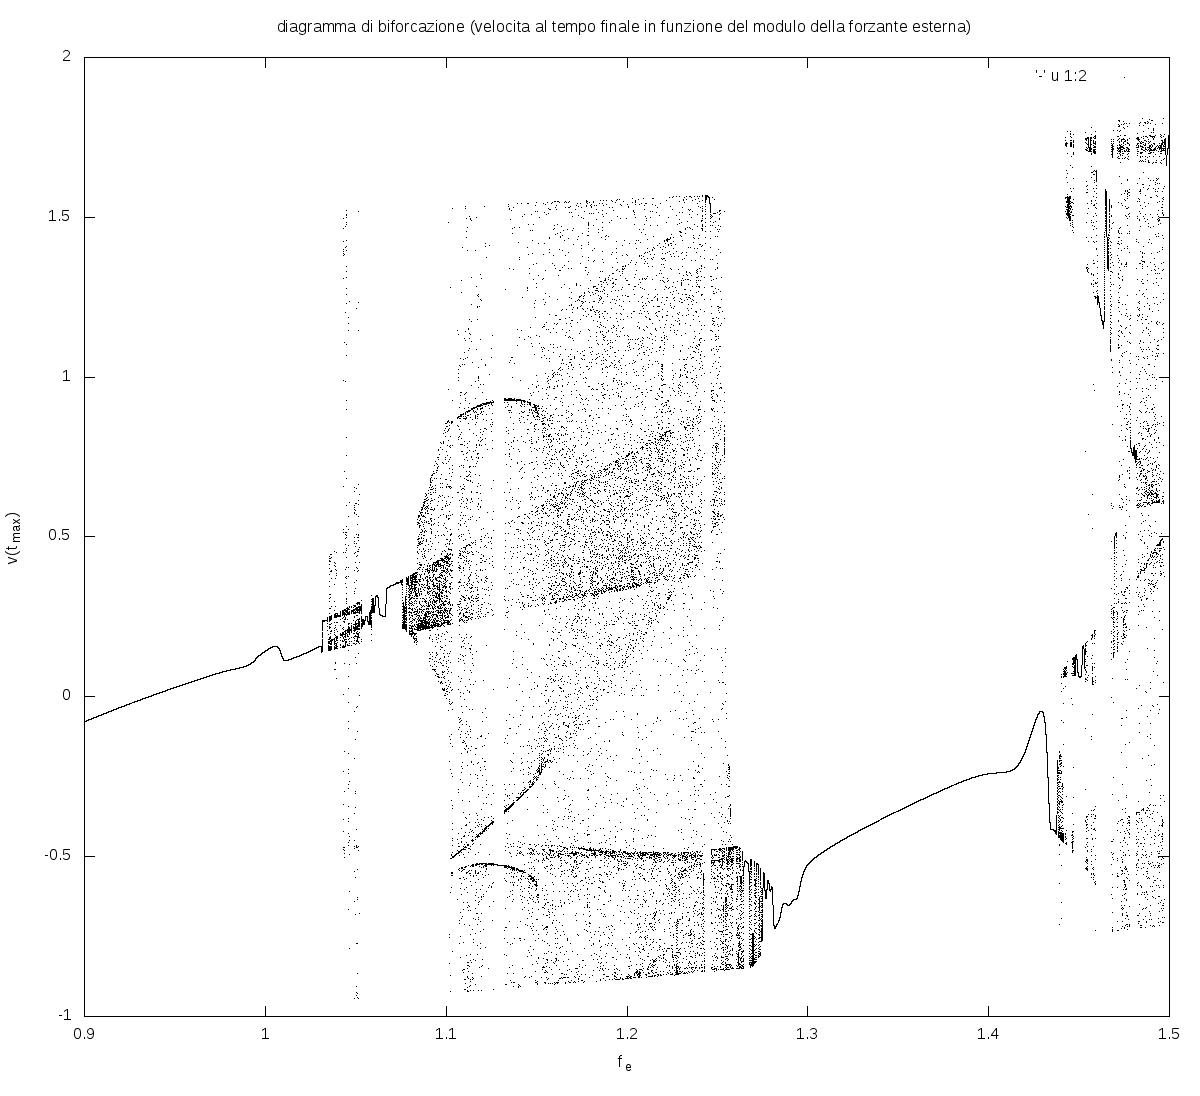 diagramma di biforcazione (velocita al tempo finale in funzione del modulo della forzante esterna)
'-' u 1:2
2
1.5
1
0.5
0
-0.5
-1
v(t max)
0.9 1 1.1 1.2 1.3 1.4 1.5
f e